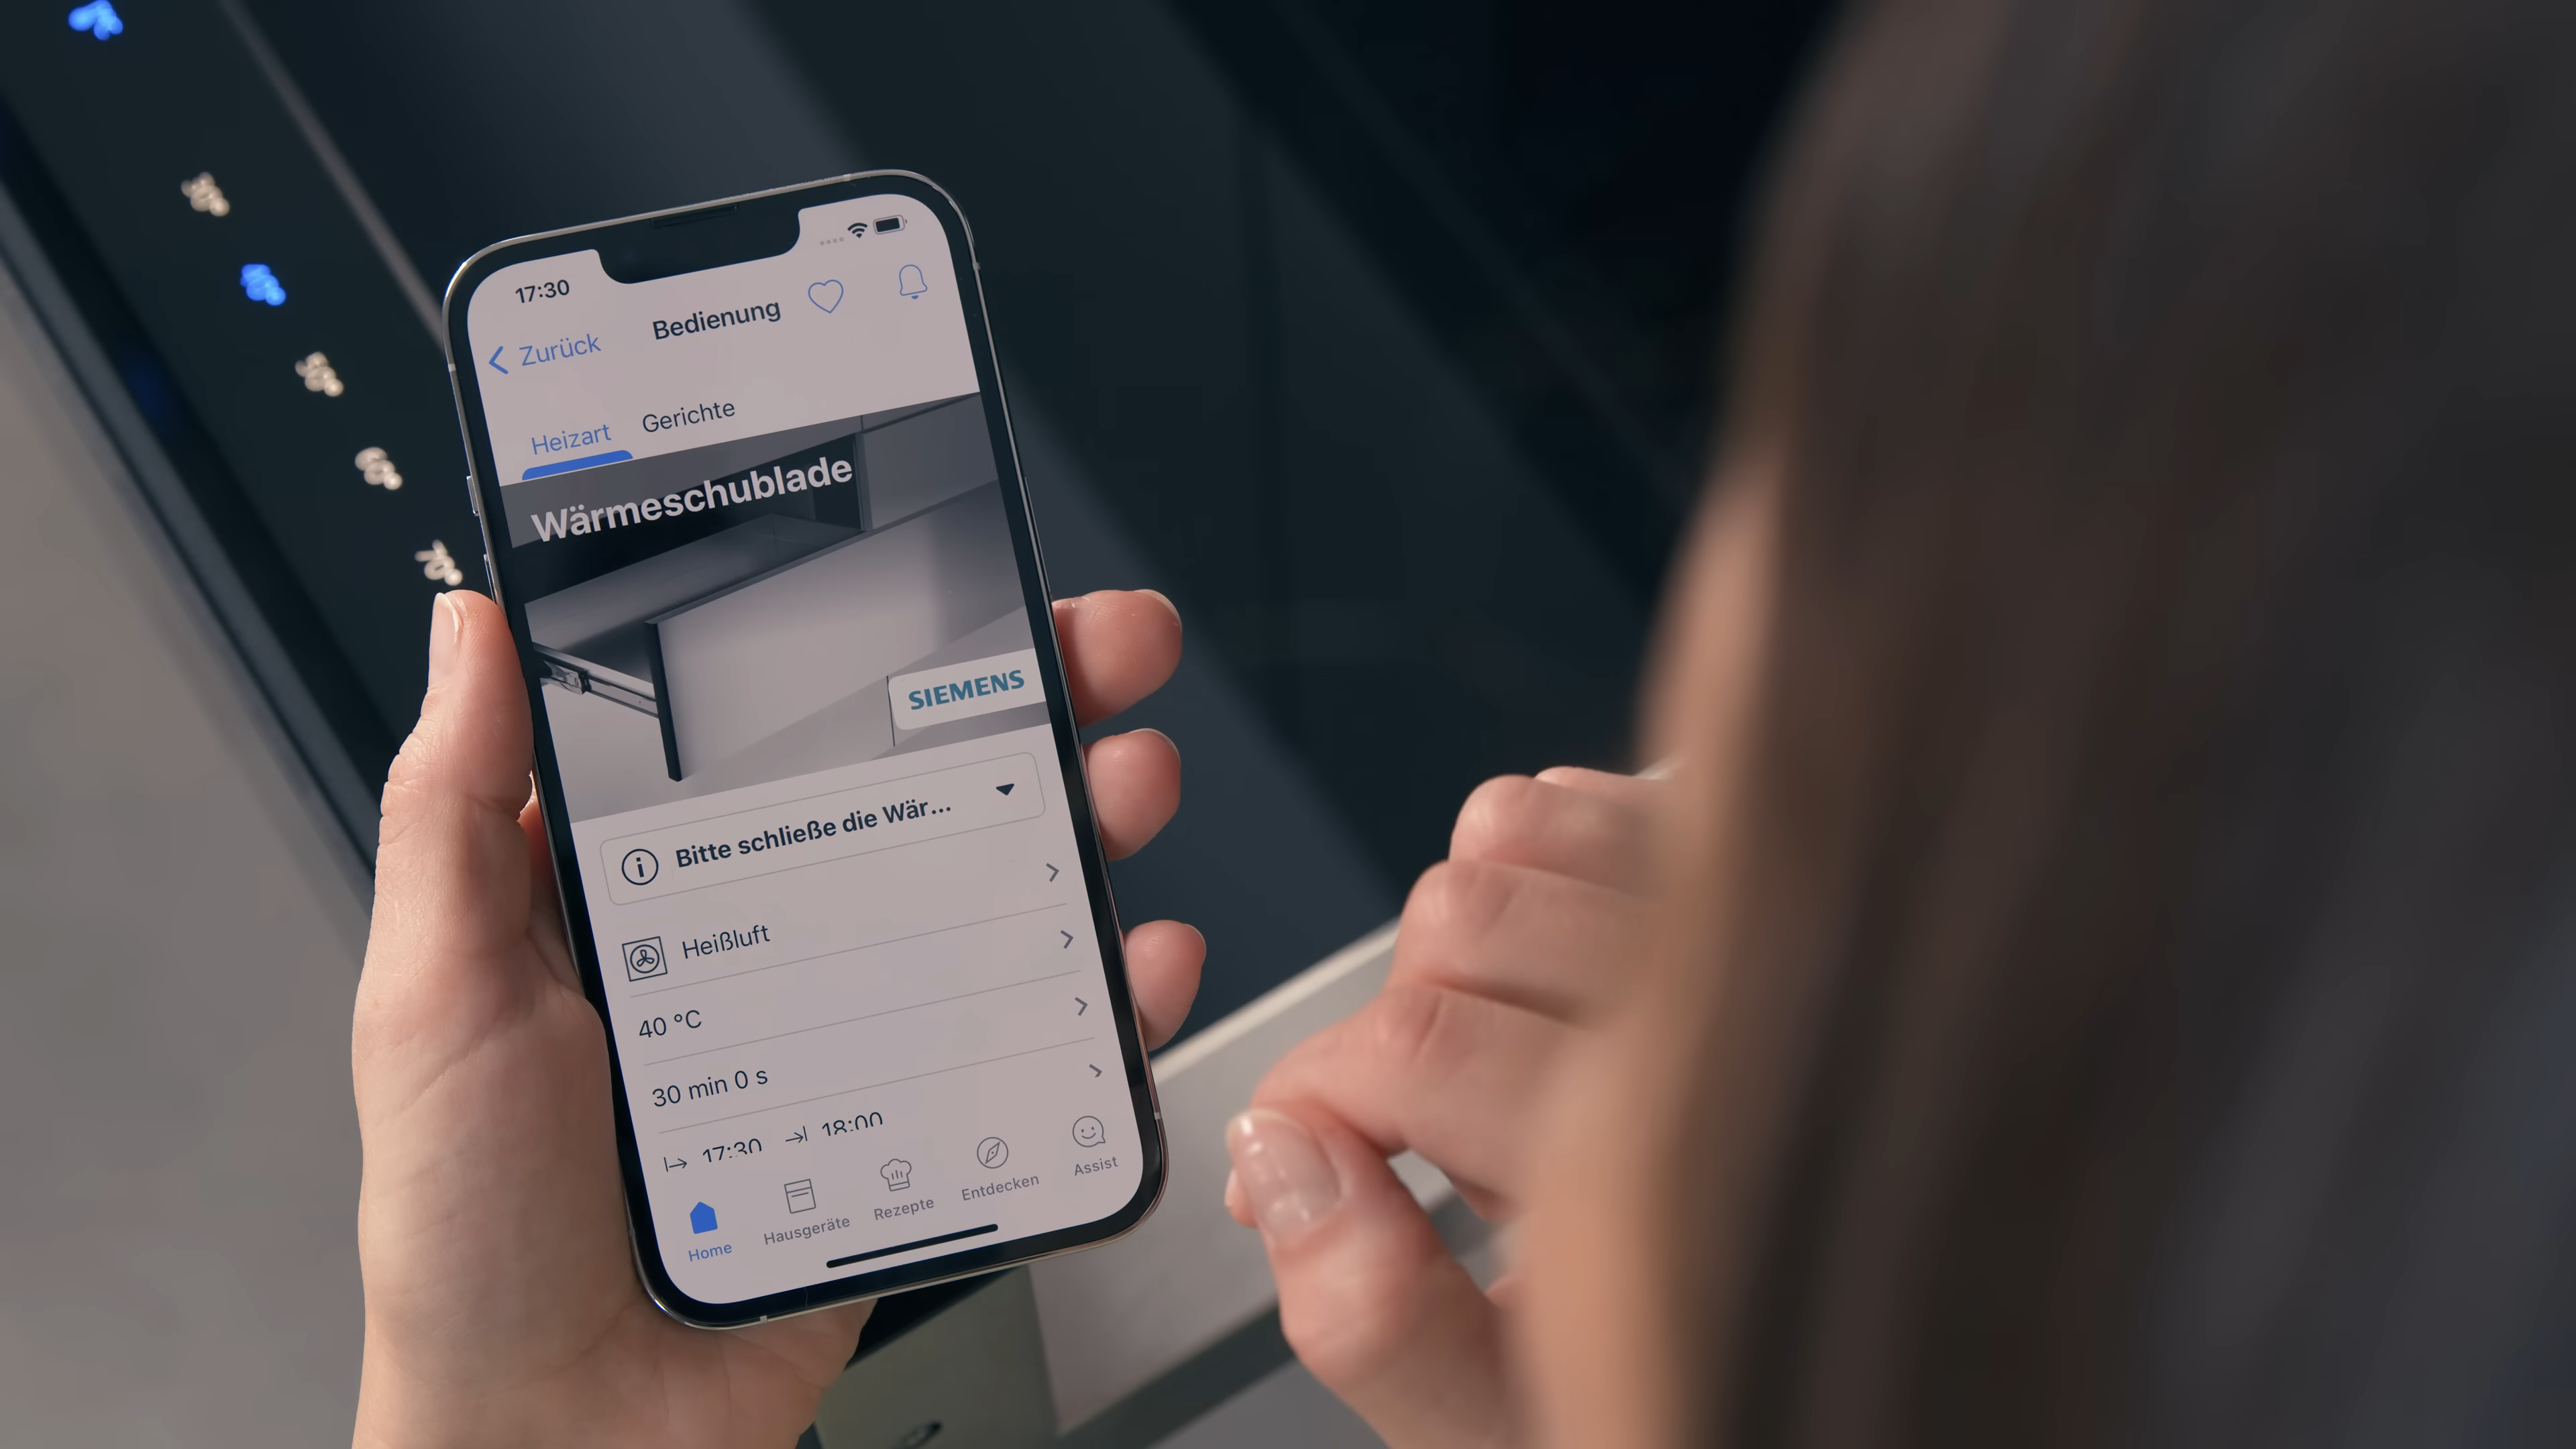 17:30
Zurück
Bedienung
Heizart
Gerichte
Wärmeschublade
SIEMENS
Bitte schließe die Wär...
Heißluft
40 °C
30 min 0 s
17:30 18:00
Home
Hausgeräte
Rezepte
Entdecken
Assist